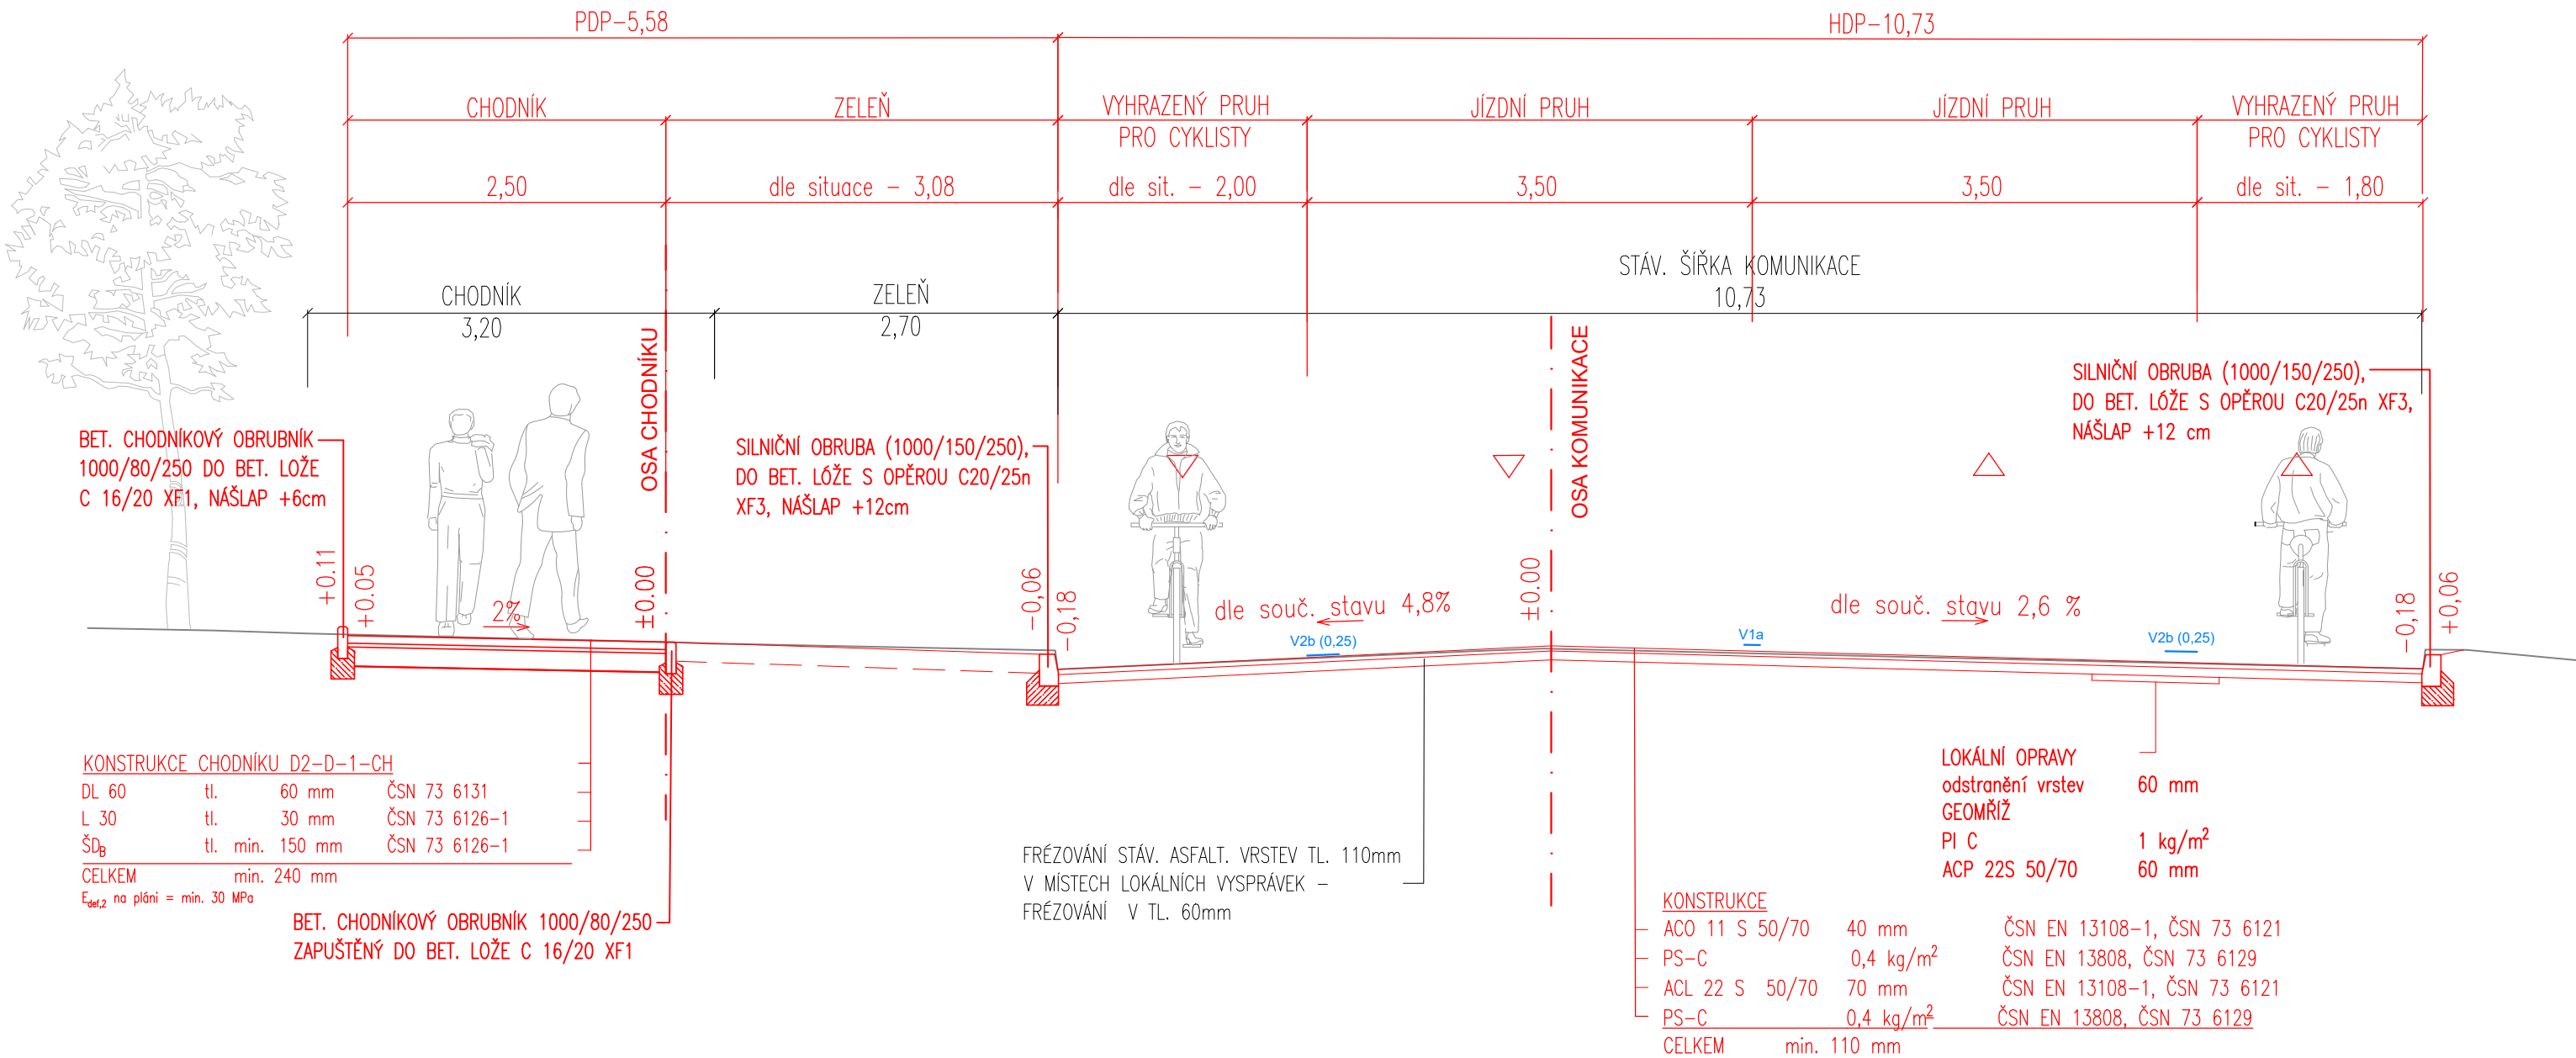 PDP-5,58
HDP-10,73
CHODNÍK
ZELEŇ
VYHRAZENÝ PRUH
PRO CYKLISTY
JÍZDNÍ PRUH
JÍZDNÍ PRUH
VYHRAZENÝ PRUH
PRO CYKLISTY
2,50
dle situace - 3,08
dle sit. - 2,00
3,50
3,50
dle sit. - 1,80
STÁV. ŠÍŘKA KOMUNIKACE
10,73
CHODNÍK
3,20
ZELEŇ
2,70
OSA CHODNÍKU
OSA KOMUNIKACE
BET. CHODNÍKOVÝ OBRUBNÍK
1000/80/250 DO BET. LOŽE
C 16/20 XF1, NÁŠLAP +6cm
SILNIČNÍ OBRUBA (1000/150/250),
DO BET. LÓŽE S OPĚROU C20/25n
XF3, NÁŠLAP +12cm
SILNIČNÍ OBRUBA (1000/150/250),
DO BET. LÓŽE S OPĚROU C20/25n XF3,
NÁŠLAP +12 cm
+0.11
+0.05
2%
±0.00
-0,06
-0,18
dle souč. stavu 4,8%
±0.00
dle souč. stavu 2,6 %
-0,18
+0,06
V2b (0,25)
V1a
V2b (0,25)
KONSTRUKCE CHODNÍKU D2-D-1-CH
DL 60 tl. 60 mm ČSN 73 6131
L 30 tl. 30 mm ČSN 73 6126-1
ŠDB tl. min. 150 mm ČSN 73 6126-1
CELKEM min. 240 mm
Edef,2 na pláni = min. 30 MPa
BET. CHODNÍKOVÝ OBRUBNÍK 1000/80/250
ZAPUŠTĚNÝ DO BET. LOŽE C 16/20 XF1
FRÉZOVÁNÍ STÁV. ASFALT. VRSTEV TL. 110mm
V MÍSTECH LOKÁLNÍCH VYSPRÁVEK -
FRÉZOVÁNÍ V TL. 60mm
LOKÁLNÍ OPRAVY
odstranění vrstev 60 mm
GEOMŘÍŽ
PI C 1 kg/m²
ACP 22S 50/70 60 mm
KONSTRUKCE
ACO 11 S 50/70 40 mm ČSN EN 13108-1, ČSN 73 6121
PS-C 0,4 kg/m² ČSN EN 13808, ČSN 73 6129
ACL 22 S 50/70 70 mm ČSN EN 13108-1, ČSN 73 6121
PS-C 0,4 kg/m² ČSN EN 13808, ČSN 73 6129
CELKEM min. 110 mm